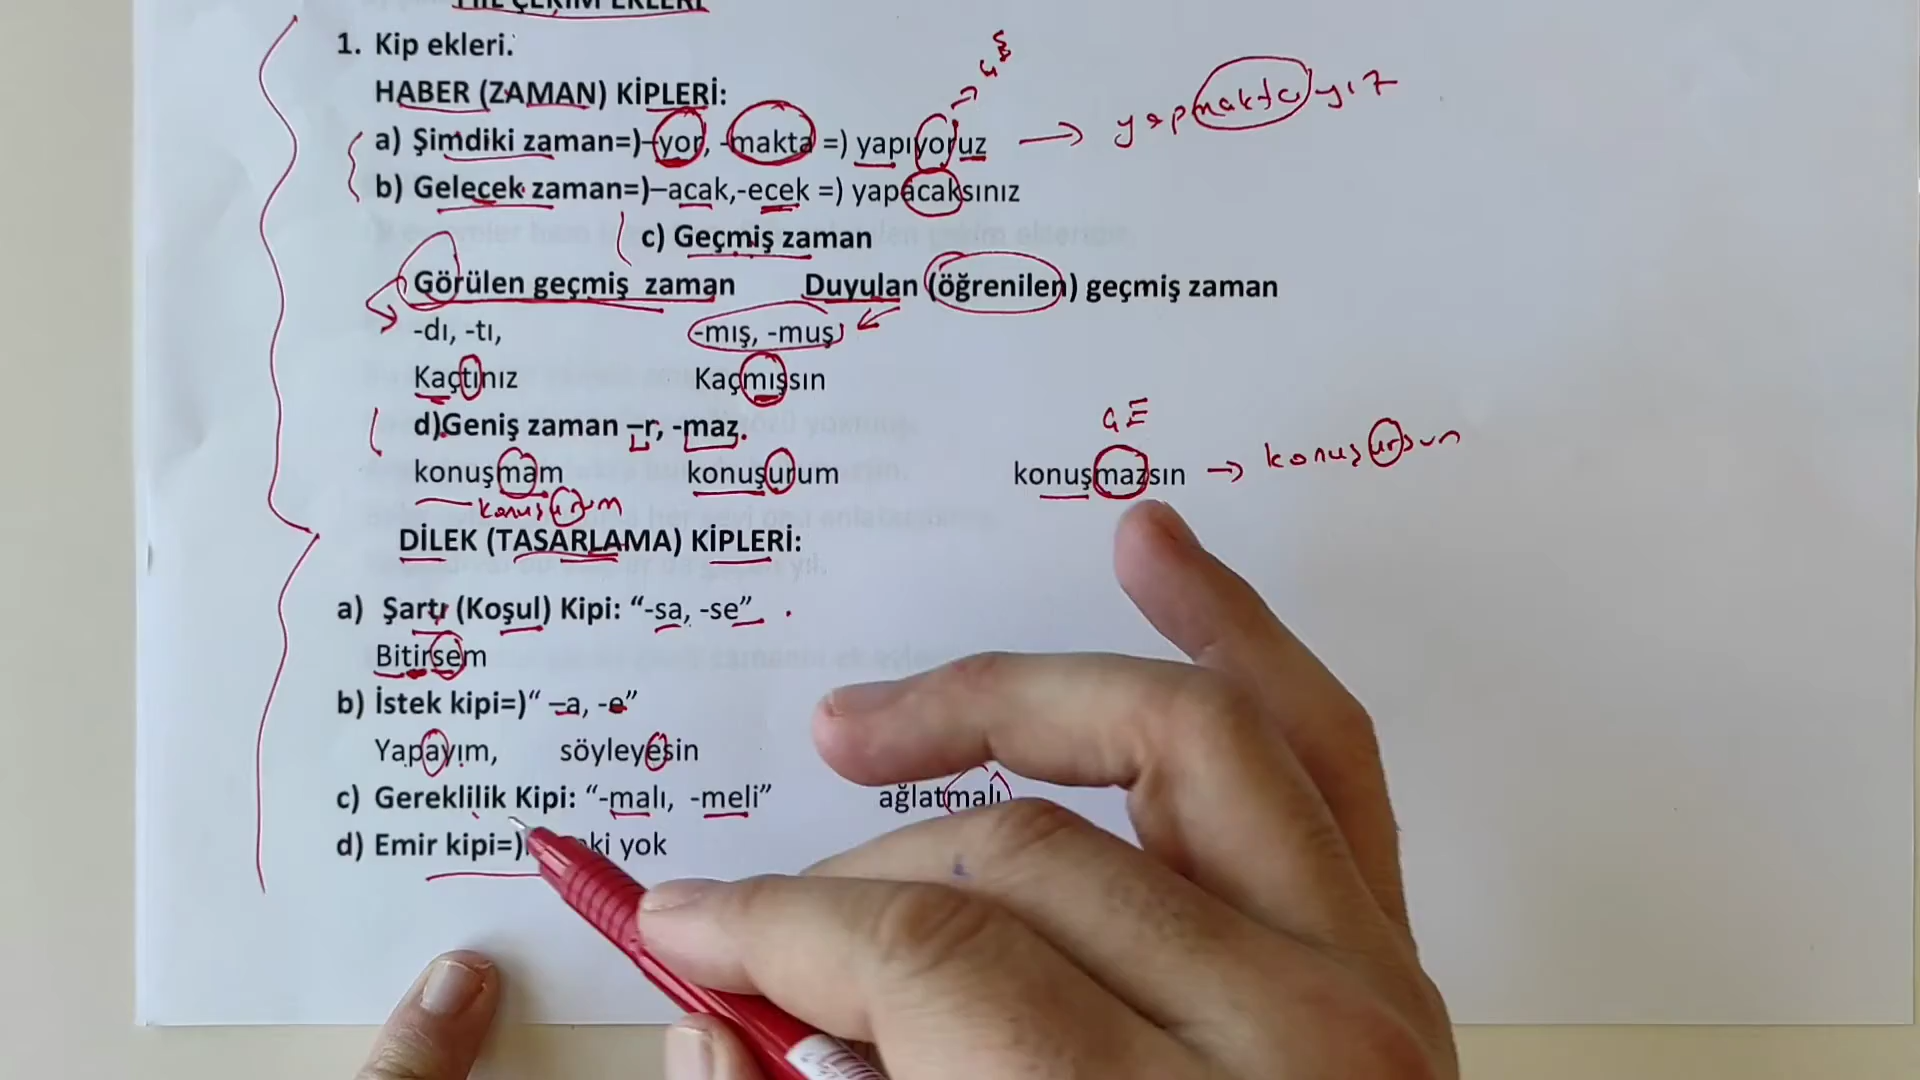 FİİL ÇEKİM EKLERİ
1. Kip ekleri.
HABER (ZAMAN) KİPLERİ:
a) Şimdiki zaman=)–yor, -makta =) yapıyoruz → yapmaktayız
b) Gelecek zaman=)–acak,-ecek =) yapacaksınız
c) Geçmiş zaman
Görülen geçmiş zaman Duyulan (öğrenilen) geçmiş zaman
-dı, -tı, -mış, -muş
Kaçtınız Kaçmışsın
d).Geniş zaman –r, -maz.
konuşmam konuşurum konuşmazsın → konuşursun
konuşurum
DİLEK (TASARLAMA) KİPLERİ:
a) Şart (Koşul) Kipi: “-sa, -se”
Bitirsem
b) İstek kipi=)“ –a, -e”
Yapayım, söyleyesin
c) Gereklilik Kipi: “-malı, -meli” ağlatmalı
d) Emir kipi=) yok